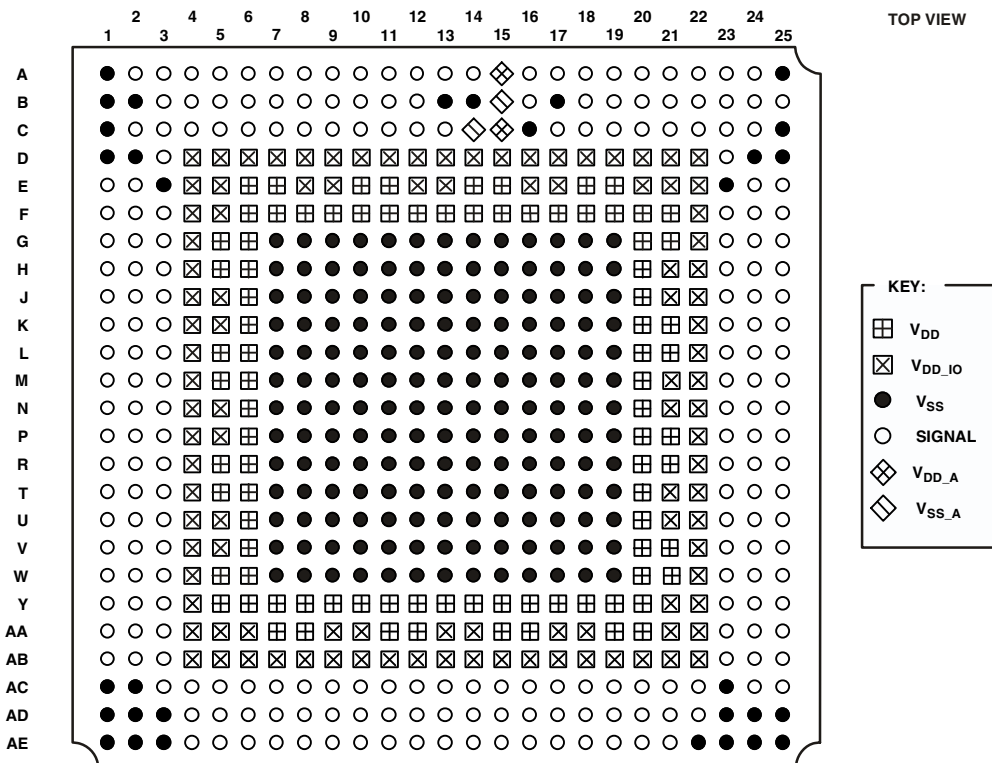 2 4 6 8 10 12 14 16 18 20 22 24
TOP VIEW
1 3 5 7 9 11 13 15 17 19 21 23 25
A
B
C
D
E
F
G
H
J
K
L
M
N
P
R
T
U
V
W
Y
AA
AB
AC
AD
AE
KEY:
VDD
VDD_IO
VSS
SIGNAL
VDD_A
VSS_A